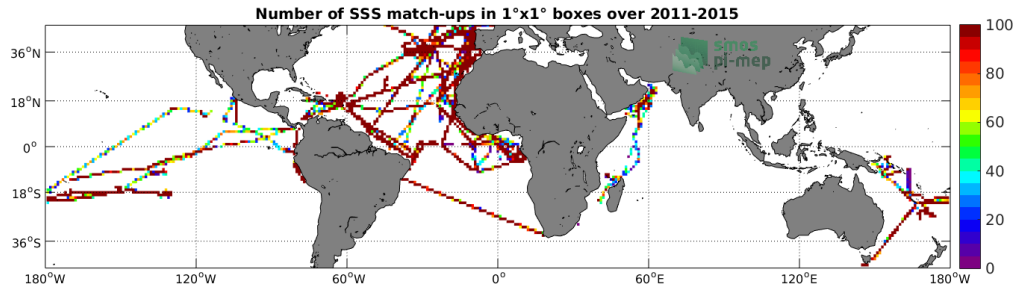 Number of SSS match-ups in 1°x1° boxes over 2011-2015
36°N
18°N
0°
18°S
36°S
180°W
120°W
60°W
0°
60°E
120°E
180°W
100
80
60
40
20
0
smos
pi-mep